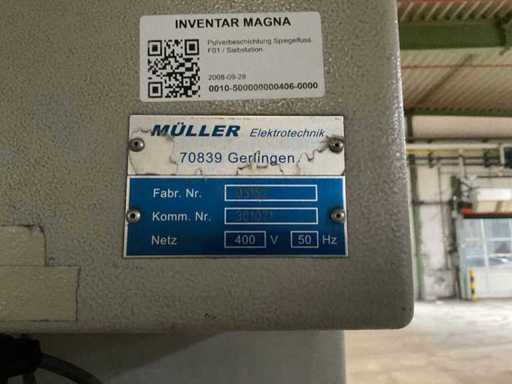 INVENTAR MAGNA
Pulverbeschichtung Spiegelfuss
F01 / Siebstation
2008-09-28
0010-500000000406-0000
MÜLLER Elektrotechnik
70839 Gerlingen
Fabr. Nr.
Komm. Nr.
Netz 400 V 50 Hz